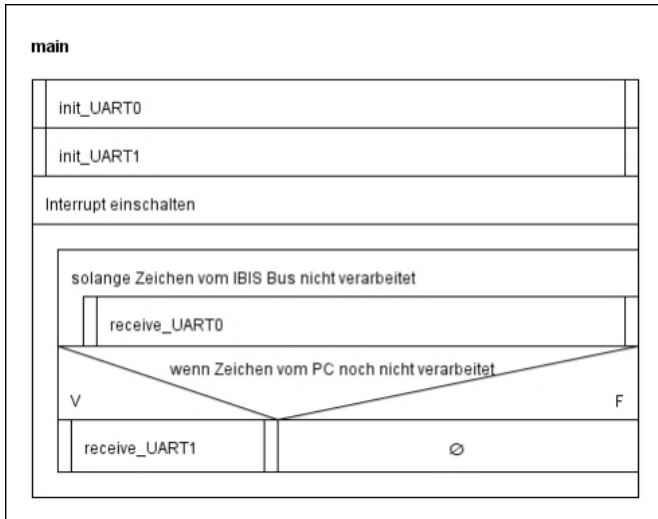 main
init_UART0
init_UART1
Interrupt einschalten
solange Zeichen vom IBIS Bus nicht verarbeitet
receive_UART0
wenn Zeichen vom PC noch nicht verarbeitet
V F
receive_UART1 ∅